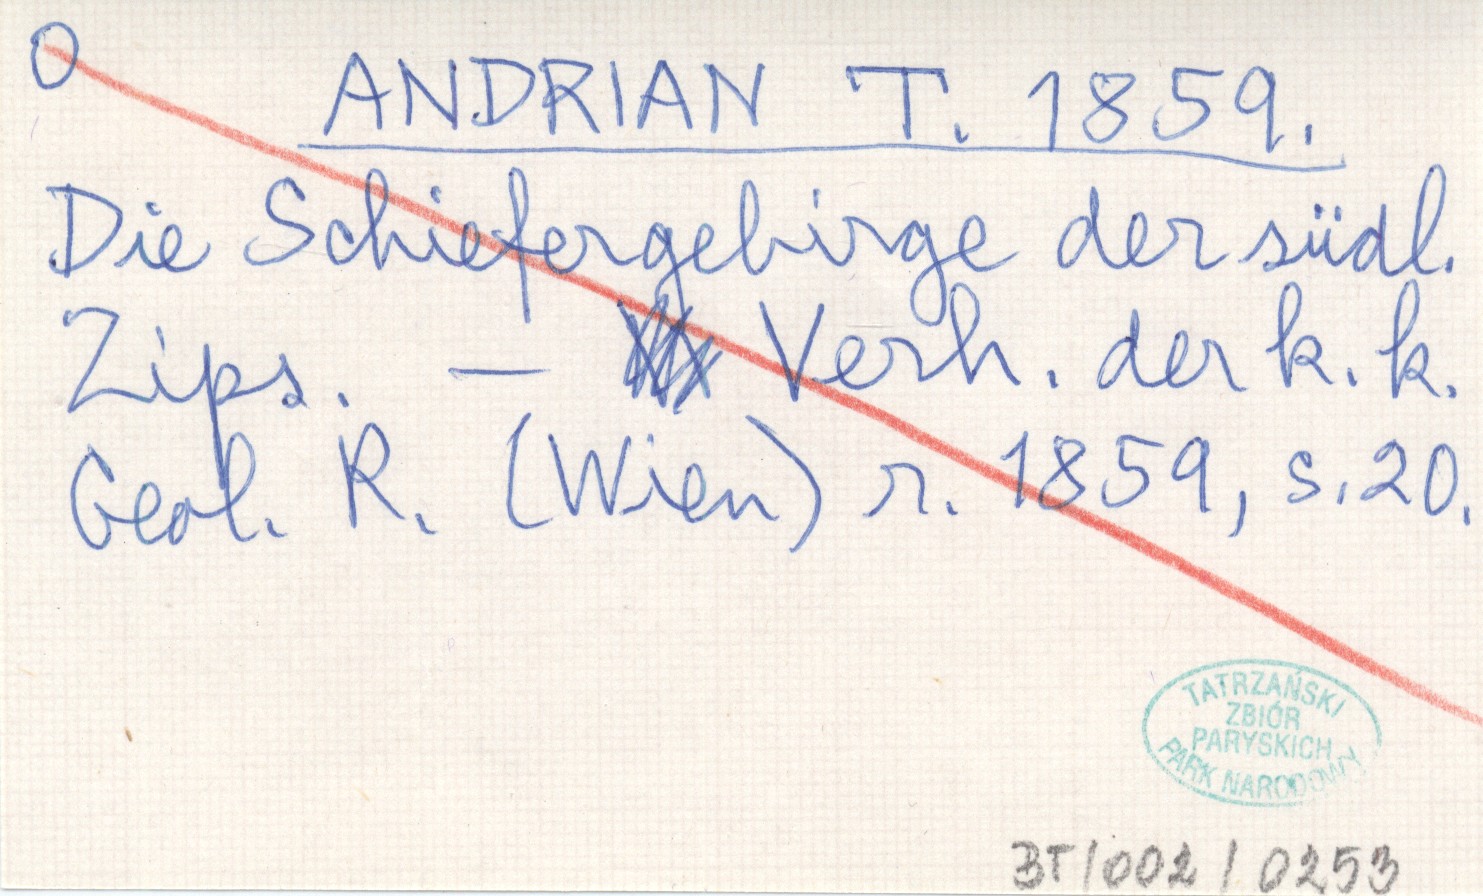 O
ANDRIAN T. 1859.
Die Schiefergebirge der südl.
Zips. — Verh. der k. k.
Geol. R. (Wien) r. 1859, s. 20.
TATRZAŃSKI
ZBIÓR
PARYSKICH
PARK NARODOWY
BT/002/0253